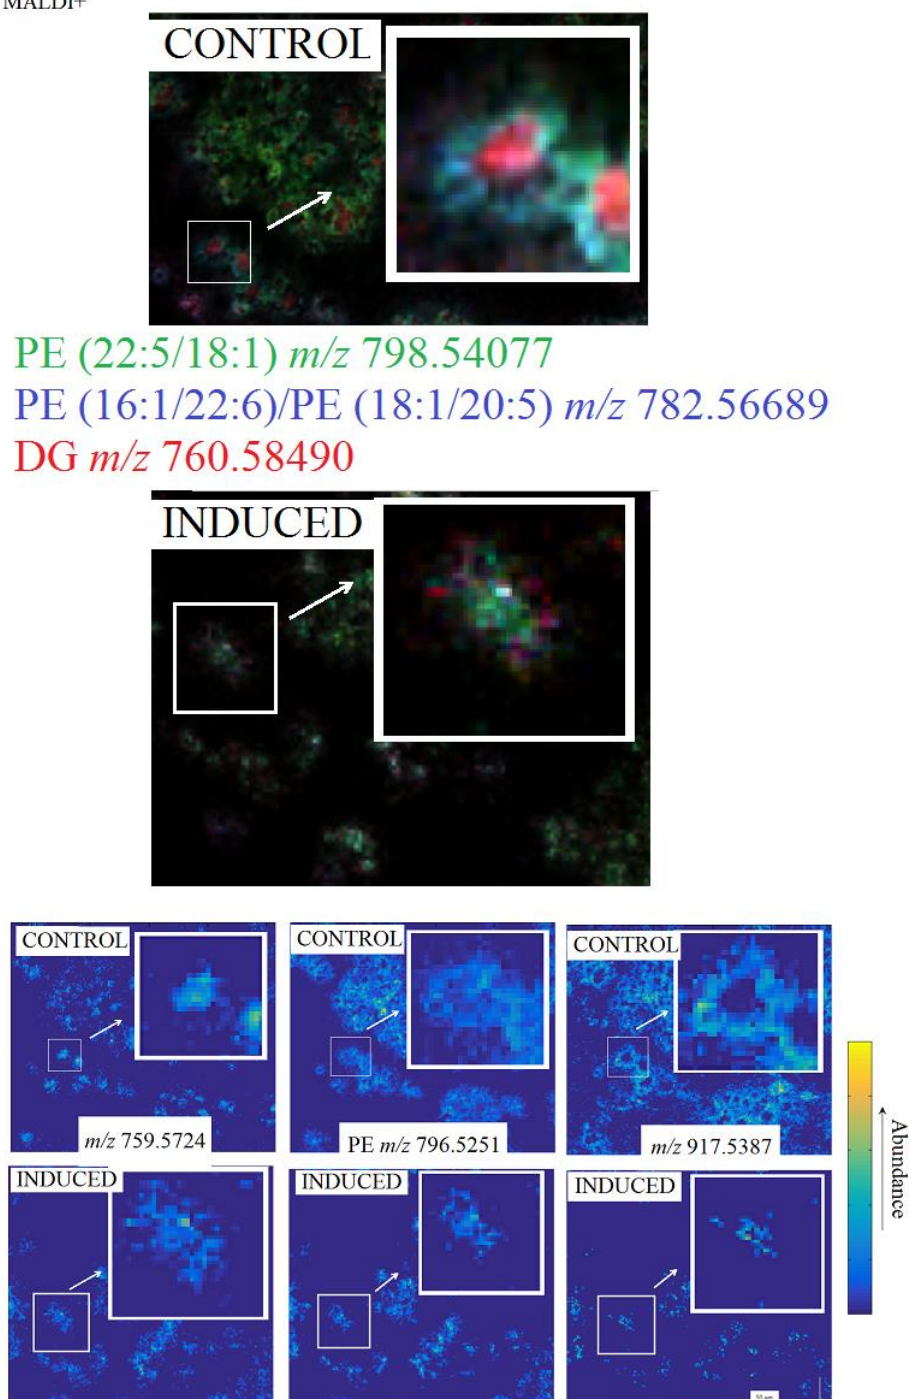 MALDI+
CONTROL
PE (22:5/18:1) m/z 798.54077
PE (16:1/22:6)/PE (18:1/20:5) m/z 782.56689
DG m/z 760.58490
INDUCED
CONTROL
CONTROL
CONTROL
m/z 759.5724
PE m/z 796.5251
m/z 917.5387
Abundance
INDUCED
INDUCED
INDUCED